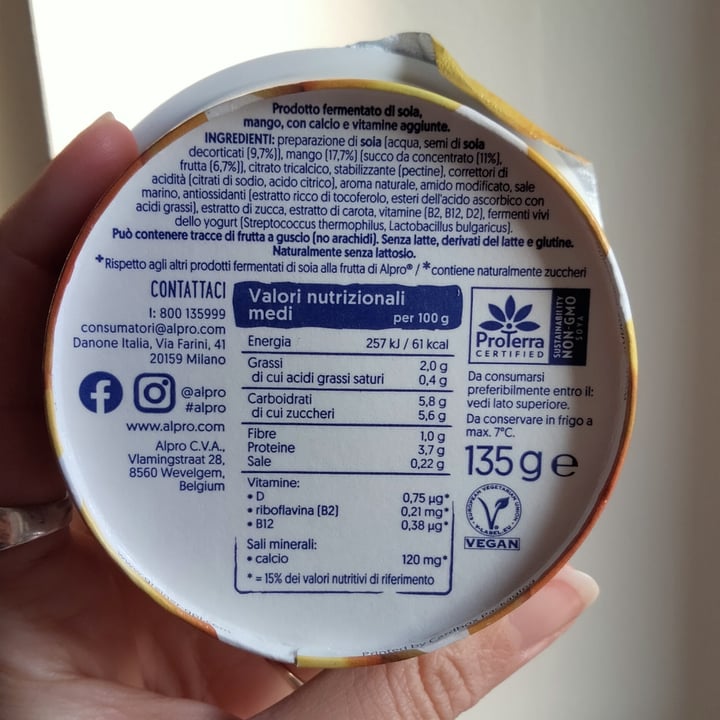 Prodotto fermentato di soia,
mango, con calcio e vitamine aggiunte.
INGREDIENTI: preparazione di soia (acqua, semi di soia
decorticati (9,7%)), mango (17,7%) (succo da concentrato (11%),
frutta (6,7%)), citrato tricalcico, stabilizzante (pectine), correttori di
acidità (citrati di sodio, acido citrico), aroma naturale, amido modificato, sale
marino, antiossidanti (estratto ricco di tocoferolo, esteri dell'acido ascorbico con
acidi grassi), estratto di zucca, estratto di carota, vitamine (B2, B12, D2), fermenti vivi
dello yogurt (Streptococcus thermophilus, Lactobacillus bulgaricus).
Può contenere tracce di frutta a guscio (no arachidi). Senza latte, derivati del latte e glutine.
Naturalmente senza lattosio.
+Rispetto agli altri prodotti fermentati di soia alla frutta di Alpro® / *contiene naturalmente zuccheri
CONTATTACI
I: 800 135999
consumatori@alpro.com
Danone Italia, Via Farini, 41
20159 Milano
@alpro
#alpro
www.alpro.com
Alpro C.V.A.,
Vlamingstraat 28,
8560 Wevelgem,
Belgium
Valori nutrizionali
medi per 100 g
Energia 257 kJ / 61 kcal
Grassi 2,0 g
di cui acidi grassi saturi 0,4 g
Carboidrati 5,8 g
di cui zuccheri 5,6 g
Fibre 1,0 g
Proteine 3,7 g
Sale 0,22 g
Vitamine:
• D 0,75 µg*
• riboflavina (B2) 0,21 mg*
• B12 0,38 µg*
Sali minerali:
• calcio 120 mg*
* = 15% dei valori nutritivi di riferimento
ProTerra
CERTIFIED
SUSTAINABILITY
NON-GMO
SOYA
Da consumarsi
preferibilmente entro il:
vedi lato superiore.
Da conservare in frigo a
max. 7°C.
135 g e
EUROPEAN VEGETARIAN UNION
V-LABEL.EU
VEGAN
Printed by Cardbox Packaging